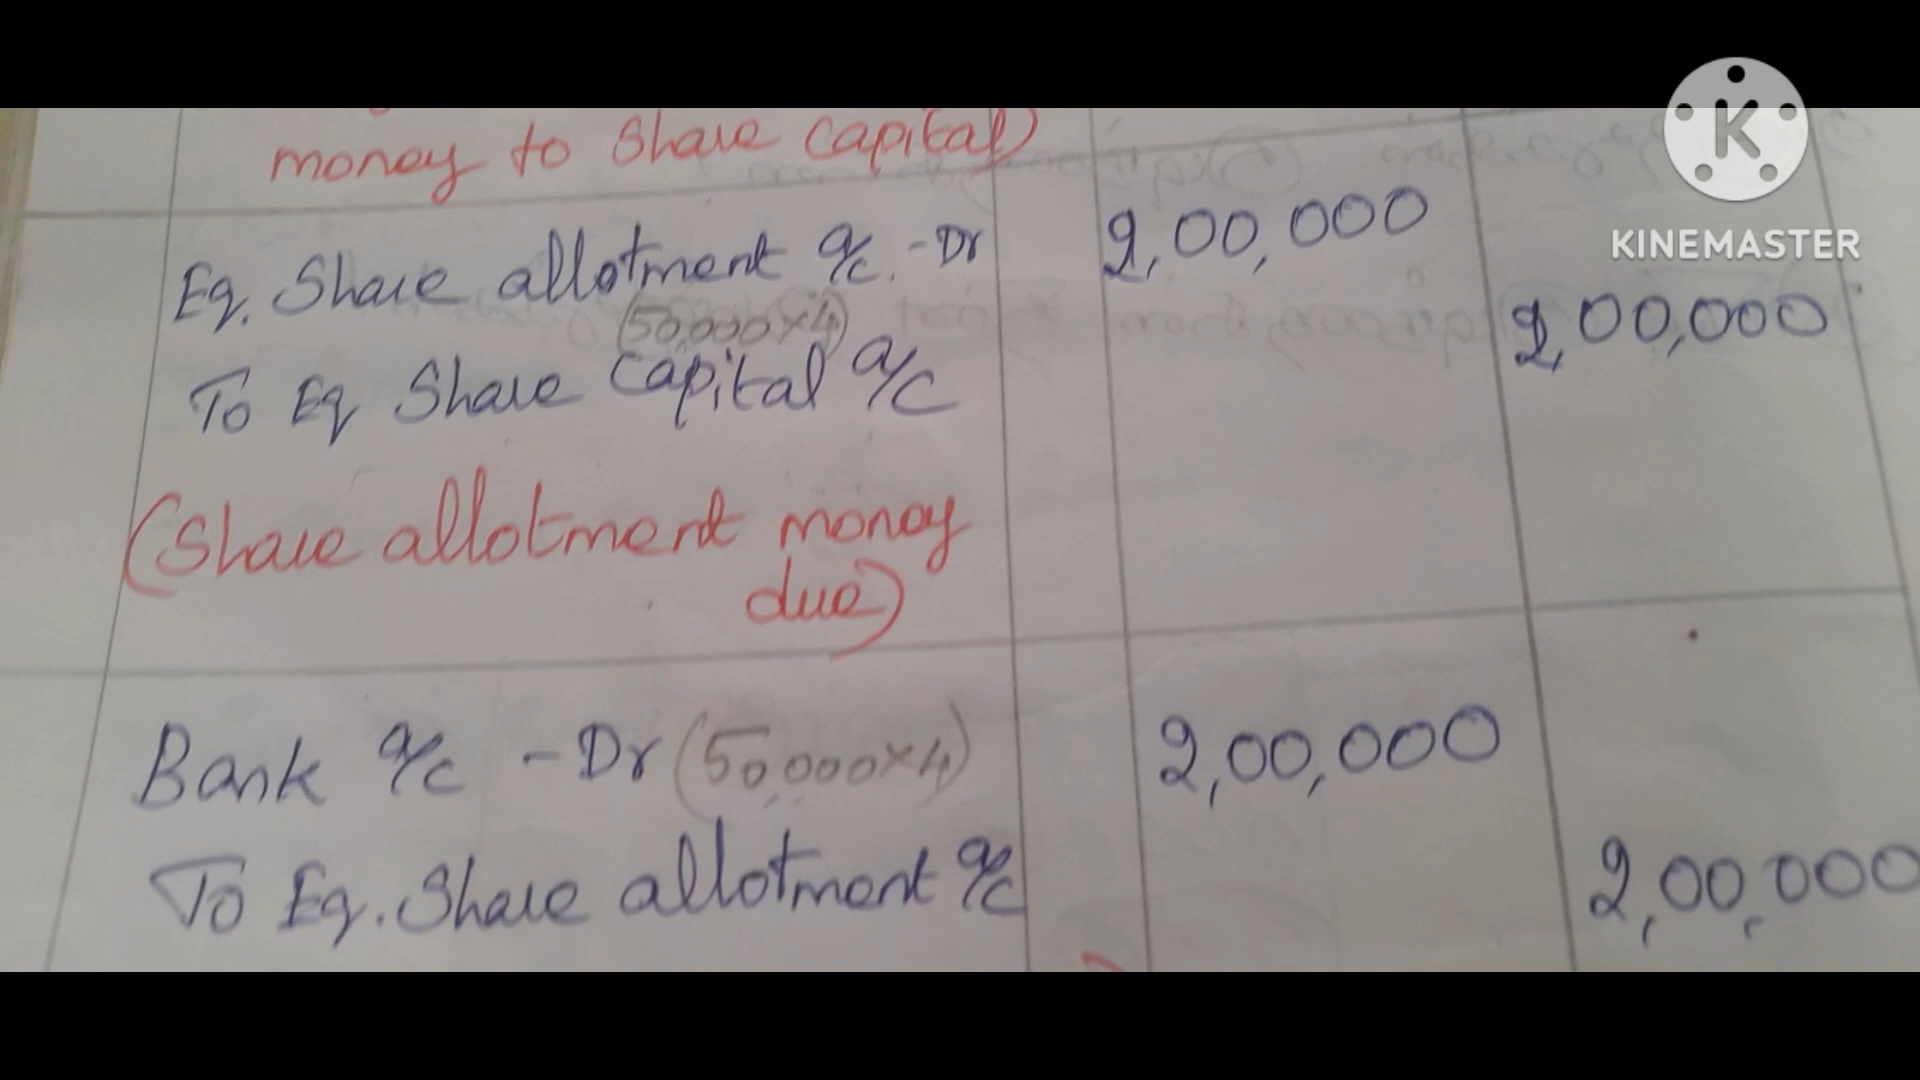 money to Share capital)
KINEMASTER
Eq. Share allotment a/c. - Dr 2,00,000
(50,000×4)
To Eq Share Capital a/c 2,00,000
(Share allotment money
due)
Bank a/c - Dr (50,000×4) 2,00,000
To Eq. Share allotment a/c 2,00,000